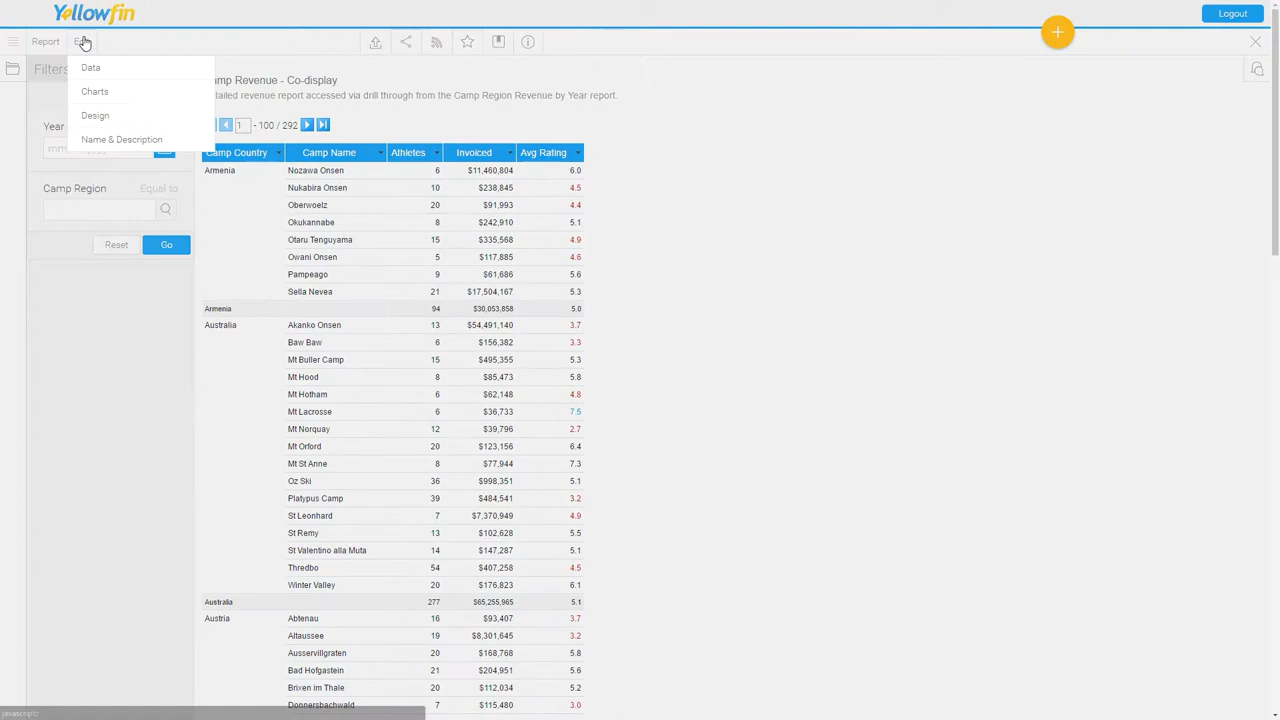 Yellowfin
Logout
Report
Filters
Data
Charts
Design
Name & Description
Camp Revenue - Co-display
report accessed via drill through from the Camp Region Revenue by Year report.
1 - 100 / 292
Year
Camp Region Equal to
Reset Go
Camp Country Camp Name Athletes Invoiced Avg Rating
Armenia Nozawa Onsen 6 $11,460,804 6.0
Nukabira Onsen 10 $238,845 4.5
Oberwoelz 20 $91,993 4.4
Okukannabe 8 $242,910 5.1
Otaru Tenguyama 15 $335,568 4.9
Owani Onsen 5 $117,885 4.6
Pampeago 9 $61,686 5.6
Sella Nevea 21 $17,504,167 5.3
Armenia 94 $30,053,858 5.0
Australia Akanko Onsen 13 $54,491,140 3.7
Baw Baw 6 $156,382 3.3
Mt Buller Camp 15 $495,355 5.3
Mt Hood 8 $85,473 5.8
Mt Hotham 6 $62,148 4.8
Mt Lacrosse 6 $36,733 7.5
Mt Norquay 12 $39,796 2.7
Mt Orford 20 $123,156 6.4
Mt St Anne 8 $77,944 7.3
Oz Ski 36 $998,351 5.1
Platypus Camp 39 $484,541 3.2
St Leonhard 7 $7,370,949 4.9
St Remy 13 $102,628 5.5
St Valentino alla Muta 14 $147,287 5.1
Thredbo 54 $407,258 4.5
Winter Valley 20 $176,823 6.1
Australia 277 $65,255,965 5.1
Austria Abtenau 16 $93,407 3.7
Altaussee 19 $8,301,645 3.2
Ausservillgraten 20 $168,768 5.8
Bad Hofgastein 21 $204,951 5.6
Brixen im Thale 20 $112,034 5.2
Donnersbachwald 7 $115,480 3.0